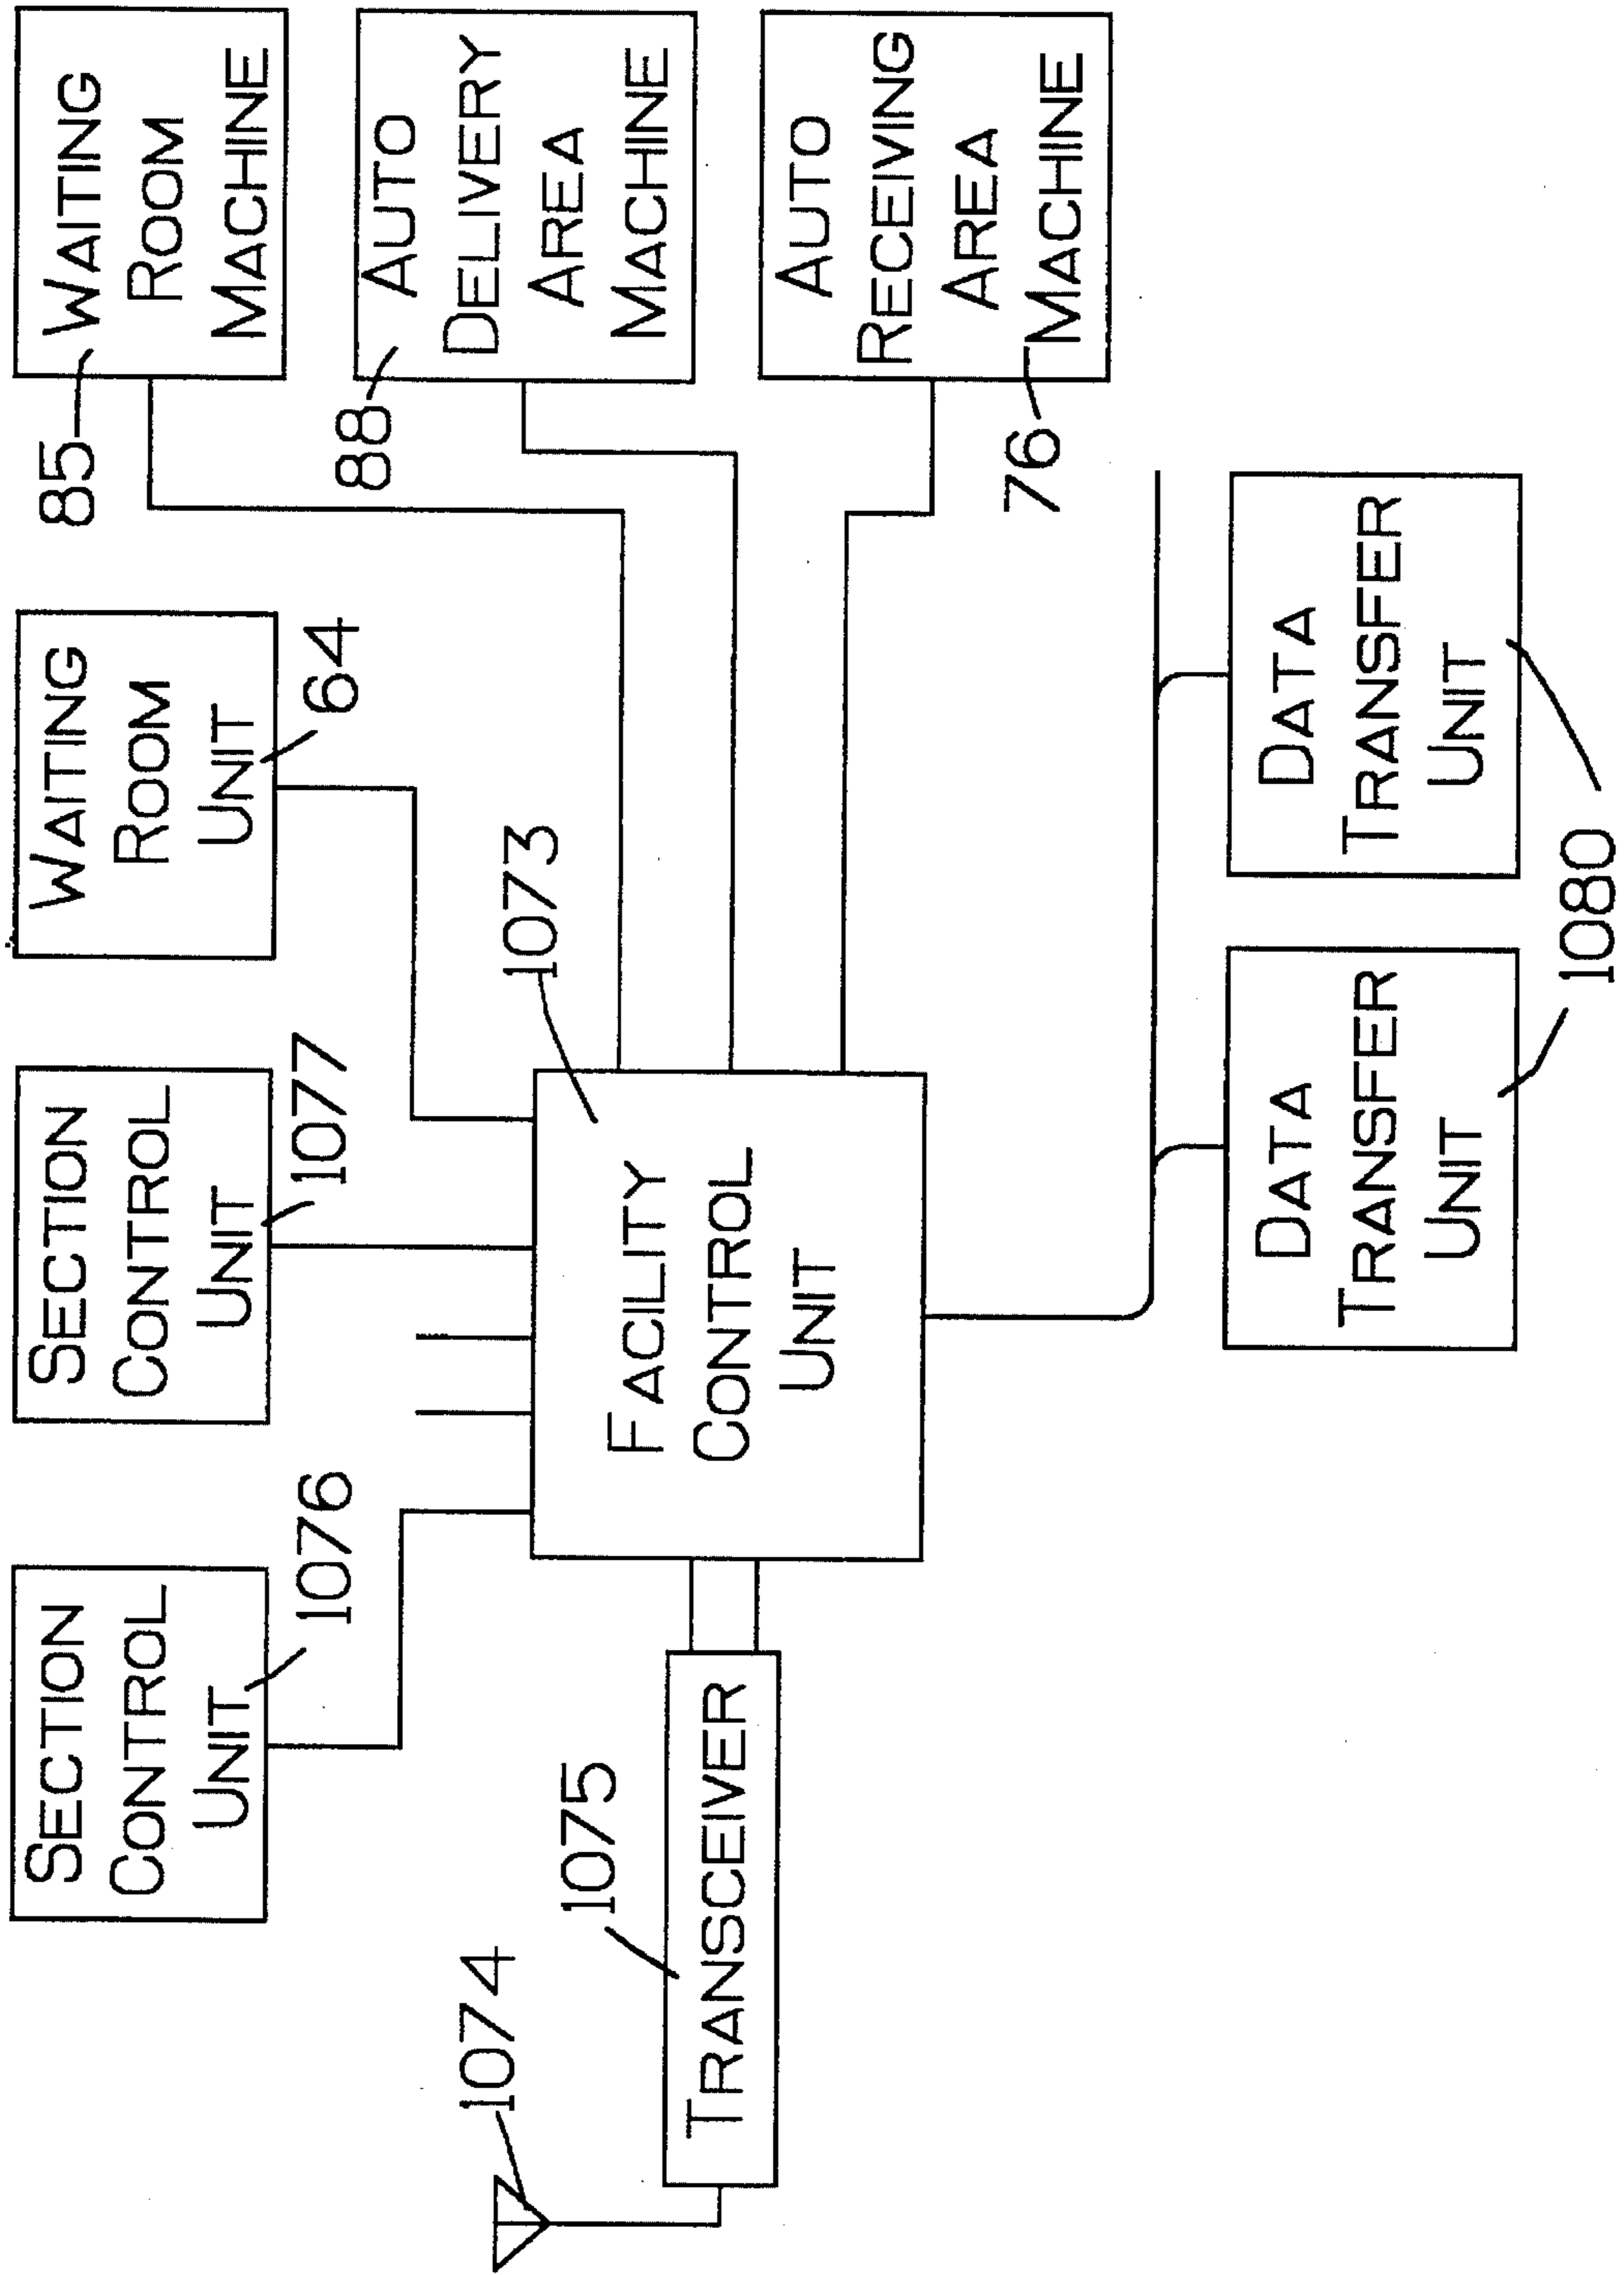 SECTION
CONTROL
UNIT
1076
SECTION
CONTROL
UNIT
1077
WAITING
ROOM
UNIT
64
WAITING
ROOM
MACHINE
85
AUTO
DELIVERY
AREA
MACHINE
88
AUTO
RECEIVING
AREA
MACHINE
76
1074
1075
TRANSCEIVER
1073
FACILITY
CONTROL
UNIT
DATA
TRANSFER
UNIT
DATA
TRANSFER
UNIT
1080